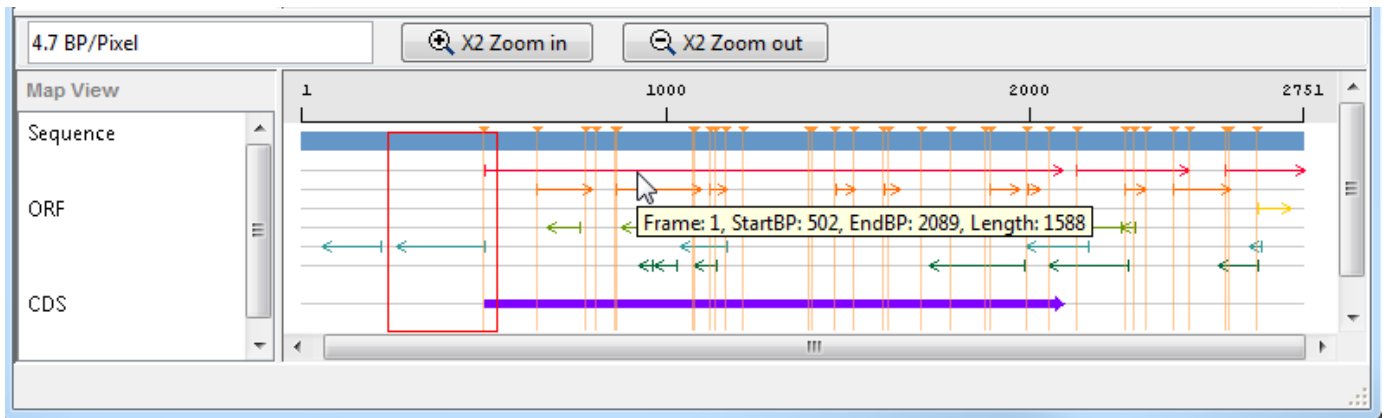 4.7 BP/Pixel X2 Zoom in X2 Zoom out
Map View 1 1000 2000 2751
Sequence
ORF
Frame: 1, StartBP: 502, EndBP: 2089, Length: 1588
CDS